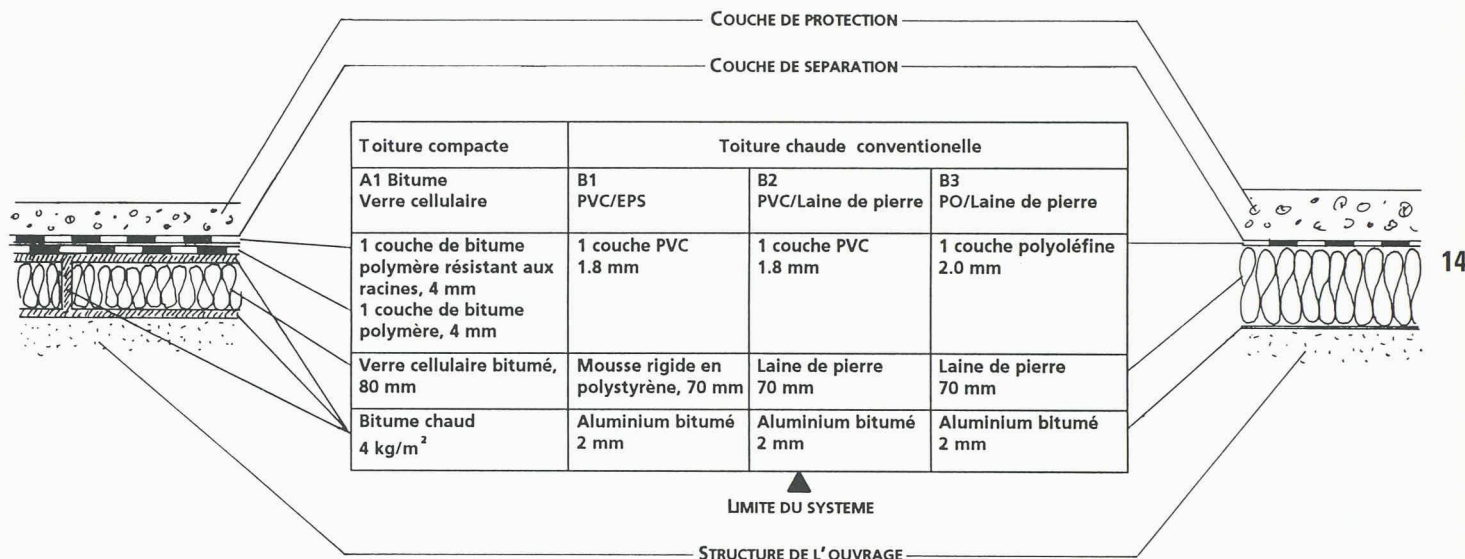 COUCHE DE PROTECTION
COUCHE DE SEPARATION
Toiture compacte
Toiture chaude conventionelle
A1 Bitume
Verre cellulaire
B1
PVC/EPS
B2
PVC/Laine de pierre
B3
PO/Laine de pierre
1 couche de bitume
polymère résistant aux
racines, 4 mm
1 couche de bitume
polymère, 4 mm
1 couche PVC
1.8 mm
1 couche PVC
1.8 mm
1 couche polyoléfine
2.0 mm
14
Verre cellulaire bitumé,
80 mm
Mousse rigide en
polystyrène, 70 mm
Laine de pierre
70 mm
Laine de pierre
70 mm
Bitume chaud
4 kg/m²
Aluminium bitumé
2 mm
Aluminium bitumé
2 mm
Aluminium bitumé
2 mm
LIMITE DU SYSTEME
STRUCTURE DE L'OUVRAGE